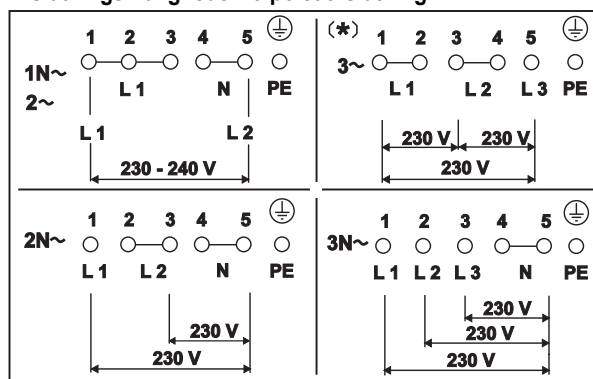 1 2 3 4 5
1N~
2~
L 1 N PE
L 1 L 2
230 - 240 V
(*) 1 2 3 4 5
3~
L 1 L 2 L 3 PE
230 V 230 V
230 V
1 2 3 4 5
2N~
L 1 L 2 N PE
230 V
230 V
1 2 3 4 5
3N~
L 1 L 2 L 3 N PE
230 V
230 V
230 V